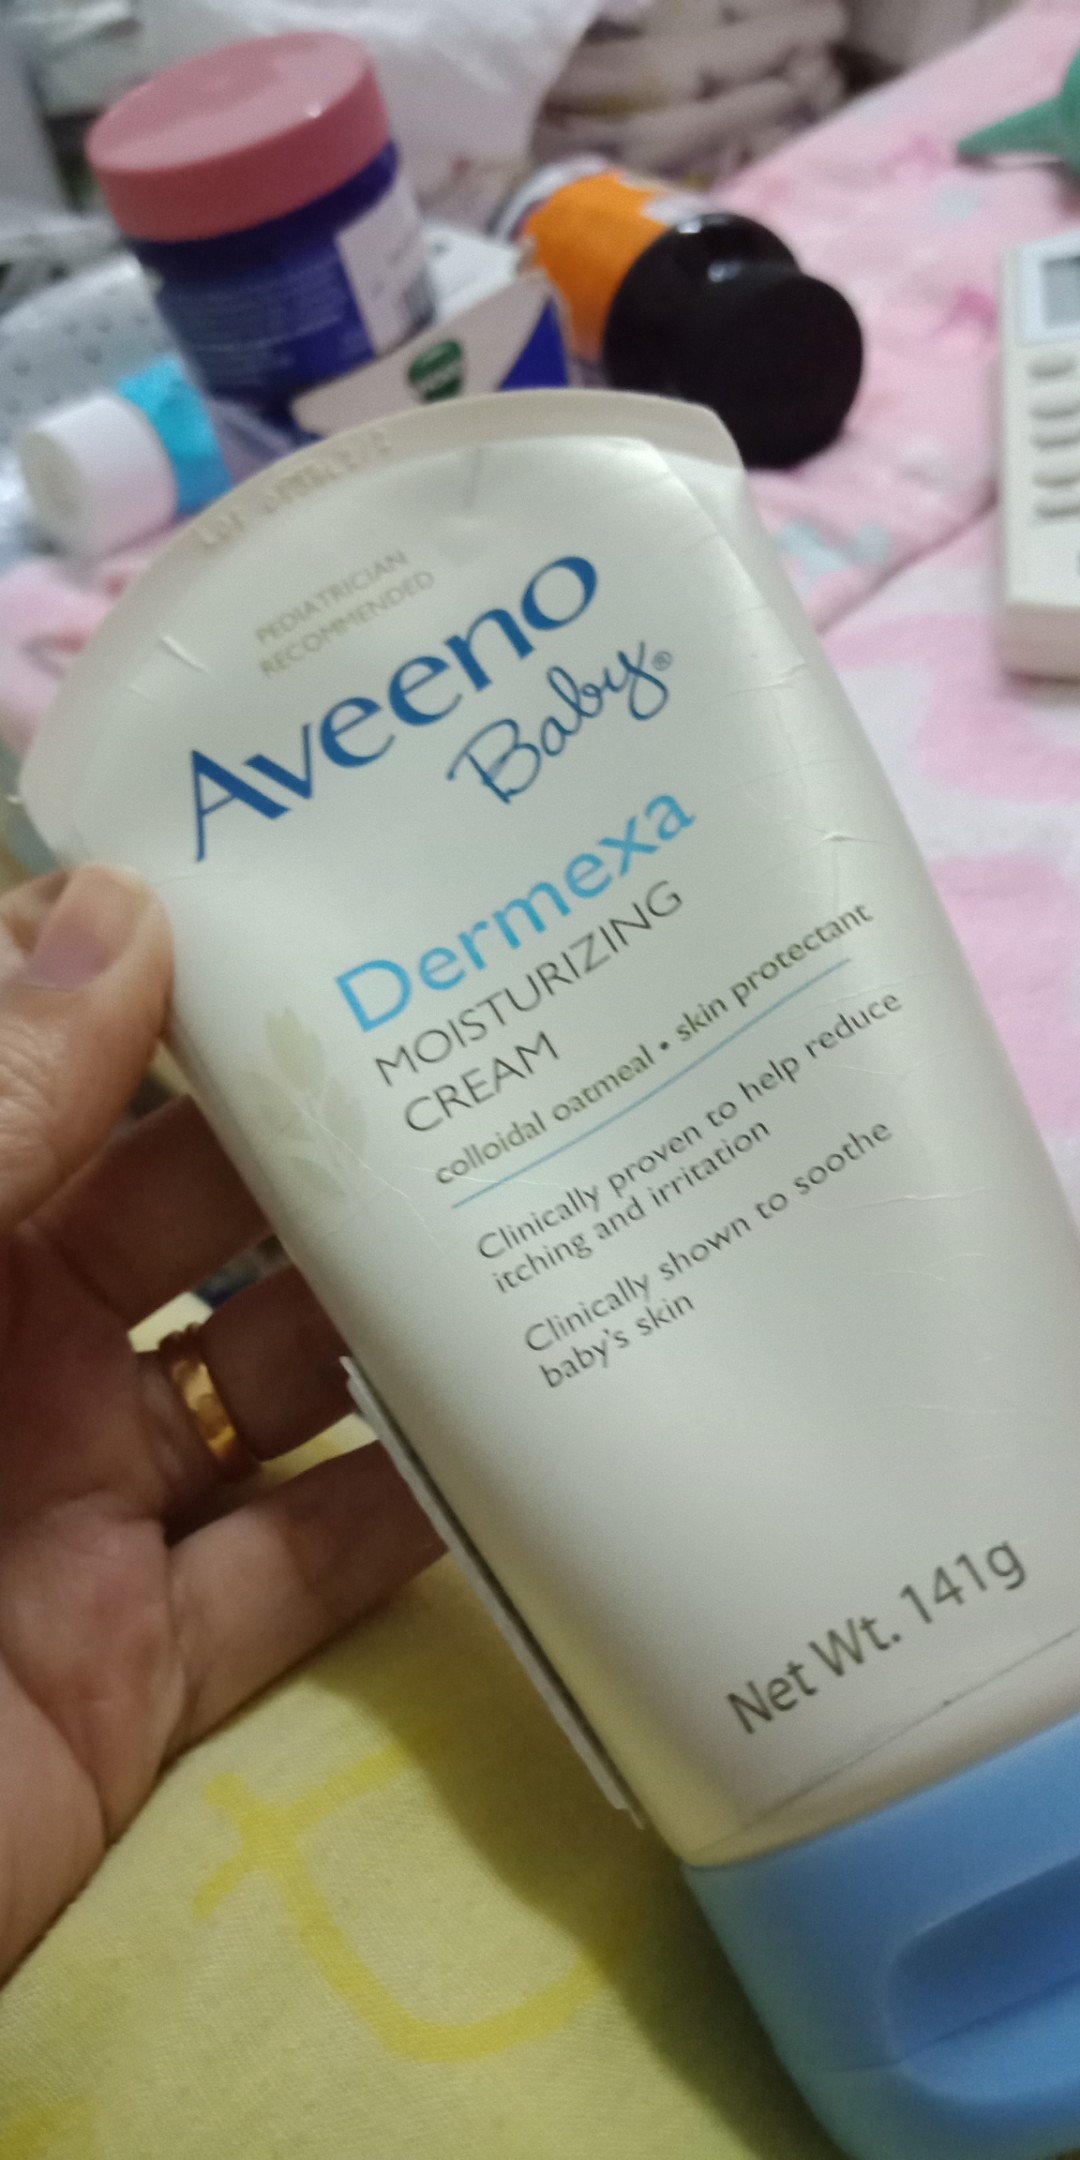 PEDIATRICIAN
RECOMMENDED
Aveeno
Baby®
Dermexa
MOISTURIZING
CREAM
colloidal oatmeal • skin protectant
Clinically proven to help reduce
itching and irritation
Clinically shown to soothe
baby's skin
Net Wt. 141g